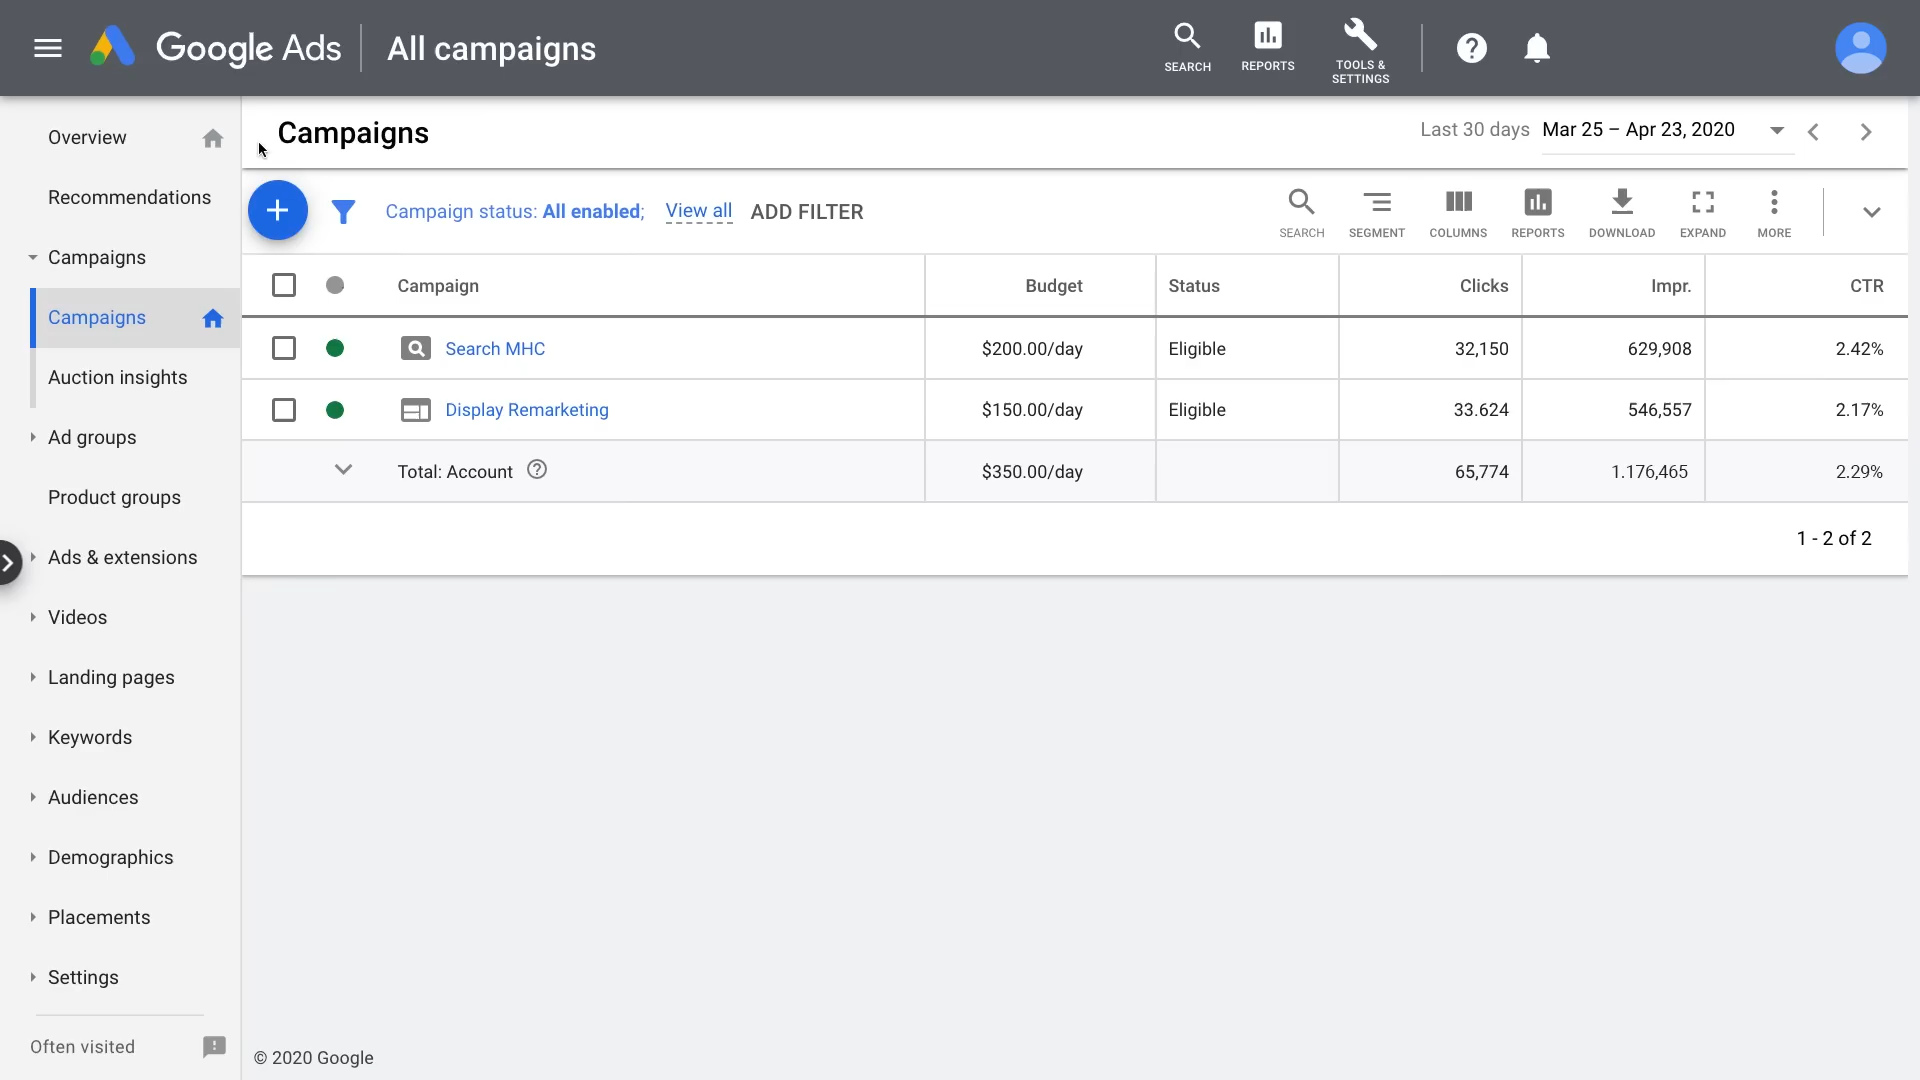 Google Ads All campaigns
SEARCH REPORTS TOOLS &
SETTINGS
Overview
Campaigns
Last 30 days Mar 25 – Apr 23, 2020
Recommendations
Campaign status: All enabled; View all ADD FILTER
SEARCH SEGMENT COLUMNS REPORTS DOWNLOAD EXPAND MORE
Campaigns
Campaign Budget Status Clicks Impr. CTR
Campaigns
Search MHC $200.00/day Eligible 32,150 629,908 2.42%
Auction insights
Display Remarketing $150.00/day Eligible 33.624 546,557 2.17%
Ad groups
Total: Account $350.00/day 65,774 1.176,465 2.29%
Product groups
1 - 2 of 2
Ads & extensions
Videos
Landing pages
Keywords
Audiences
Demographics
Placements
Settings
Often visited
© 2020 Google